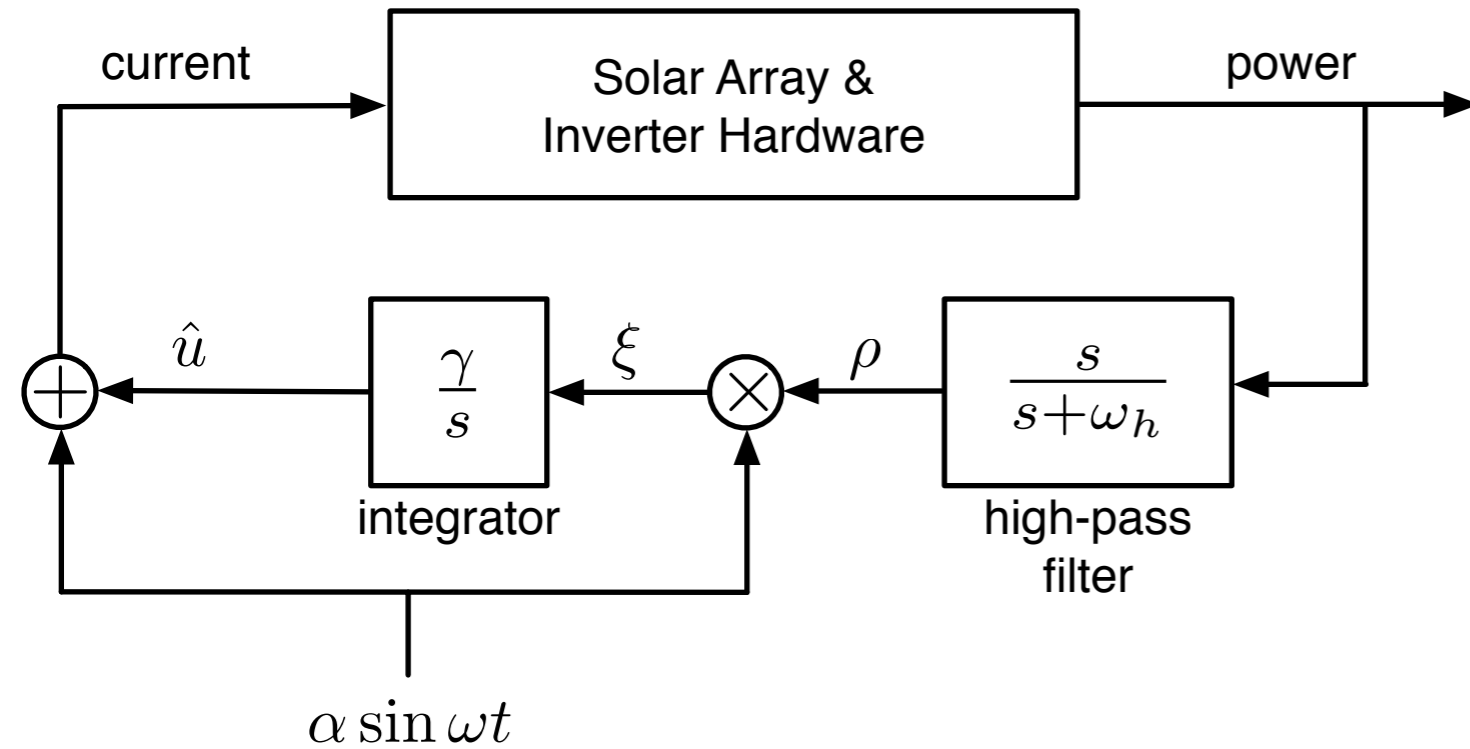 current
Solar Array &
Inverter Hardware
power
û
γ
s
ξ
ρ
s
s+ω_h
integrator
high-pass
filter
α sin ωt